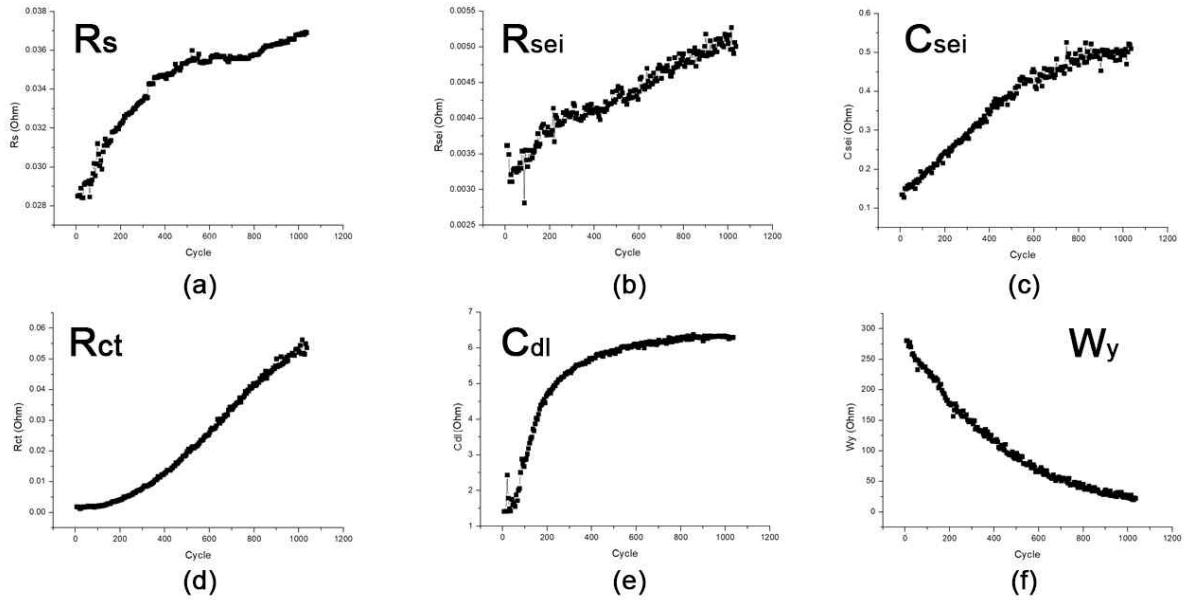 Rs
Rs (Ohm)
0.038
0.036
0.034
0.032
0.030
0.028
0 200 400 600 800 1000 1200
Cycle
(a)
Rsei
Rsei (Ohm)
0.0055
0.0050
0.0045
0.0040
0.0035
0.0030
0.0025
0 200 400 600 800 1000 1200
Cycle
(b)
Csei
Csei (Ohm)
0.6
0.5
0.4
0.3
0.2
0.1
0 200 400 600 800 1000 1200
Cycle
(c)
Rct
Rct (Ohm)
0.06
0.05
0.04
0.03
0.02
0.01
0.00
0 200 400 600 800 1000 1200
Cycle
(d)
Cdl
Cdl (Ohm)
7
6
5
4
3
2
1
0 200 400 600 800 1000 1200
Cycle
(e)
Wy
Wy (Ohm)
300
250
200
150
100
50
0
0 200 400 600 800 1000 1200
Cycle
(f)